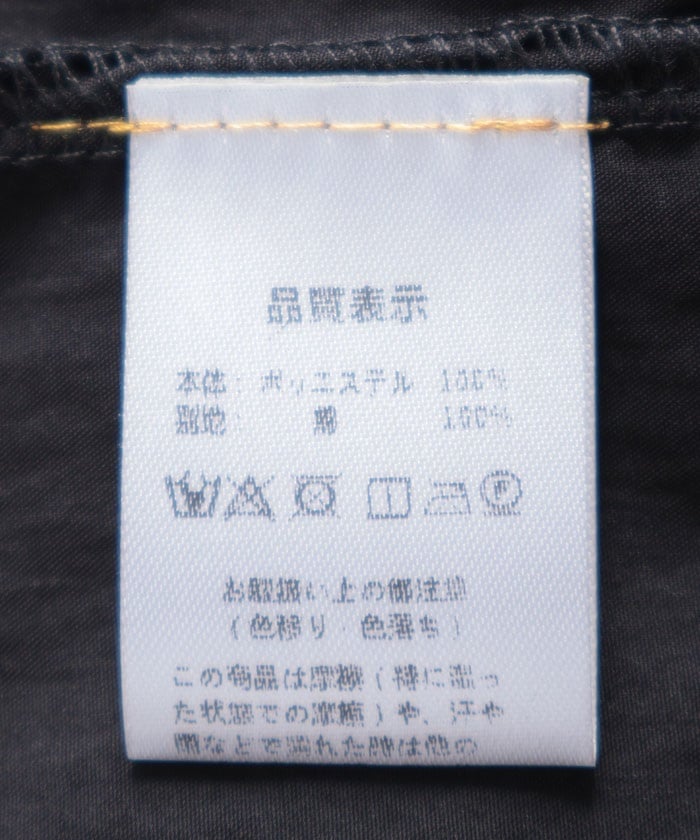 品質表示
本体: ポリエステル 100%
別地: 綿 100%
お取扱い上の御注意
(色移り・色落ち)
この商品は摩擦(特に湿っ
た状態での摩擦)や、汗や
雨などで濡れた時は他の